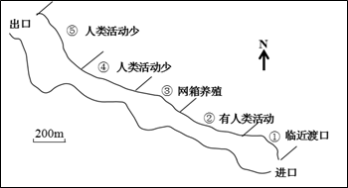 出口
⑤ 人类活动少
④ 人类活动少
N
③ 网箱养殖
② 有人类活动
① 临近渡口
200m
进口